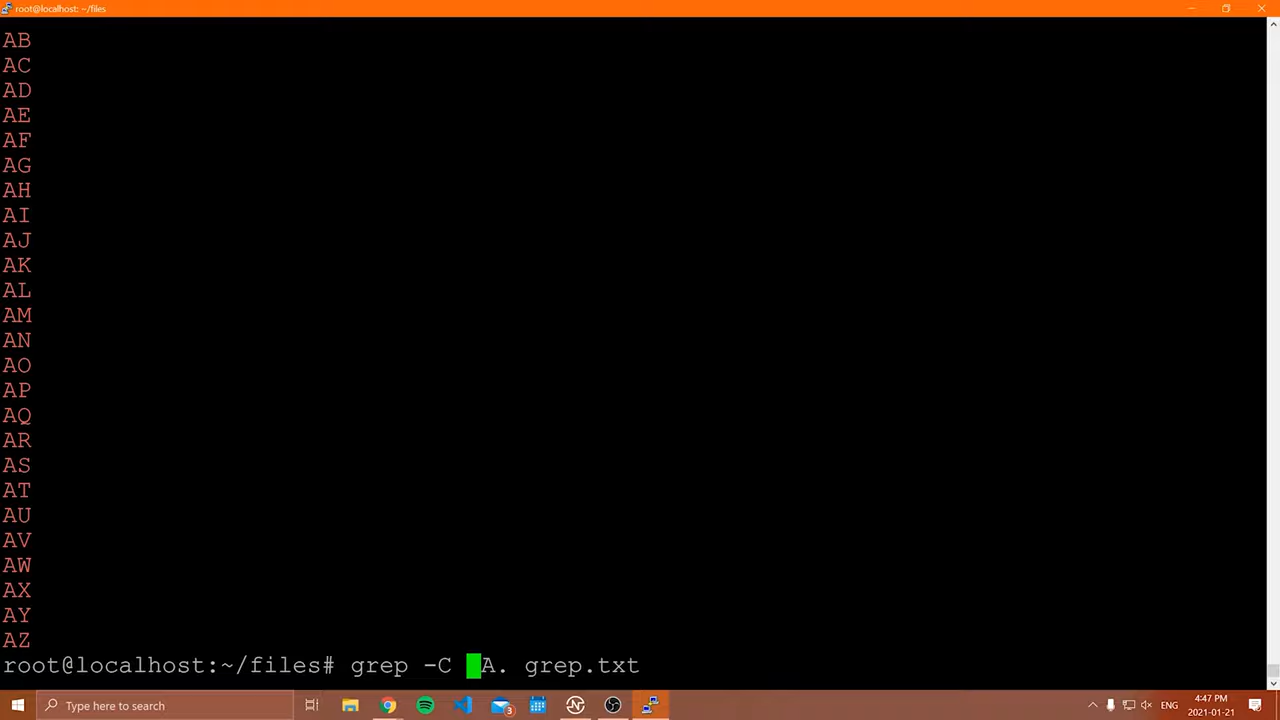 root@localhost: ~/files
AB
AC
AD
AE
AF
AG
AH
AI
AJ
AK
AL
AM
AN
AO
AP
AQ
AR
AS
AT
AU
AV
AW
AX
AY
AZ
root@localhost:~/files# grep -C A. grep.txt
Type here to search
3
ENG
4:47 PM
2021-01-21